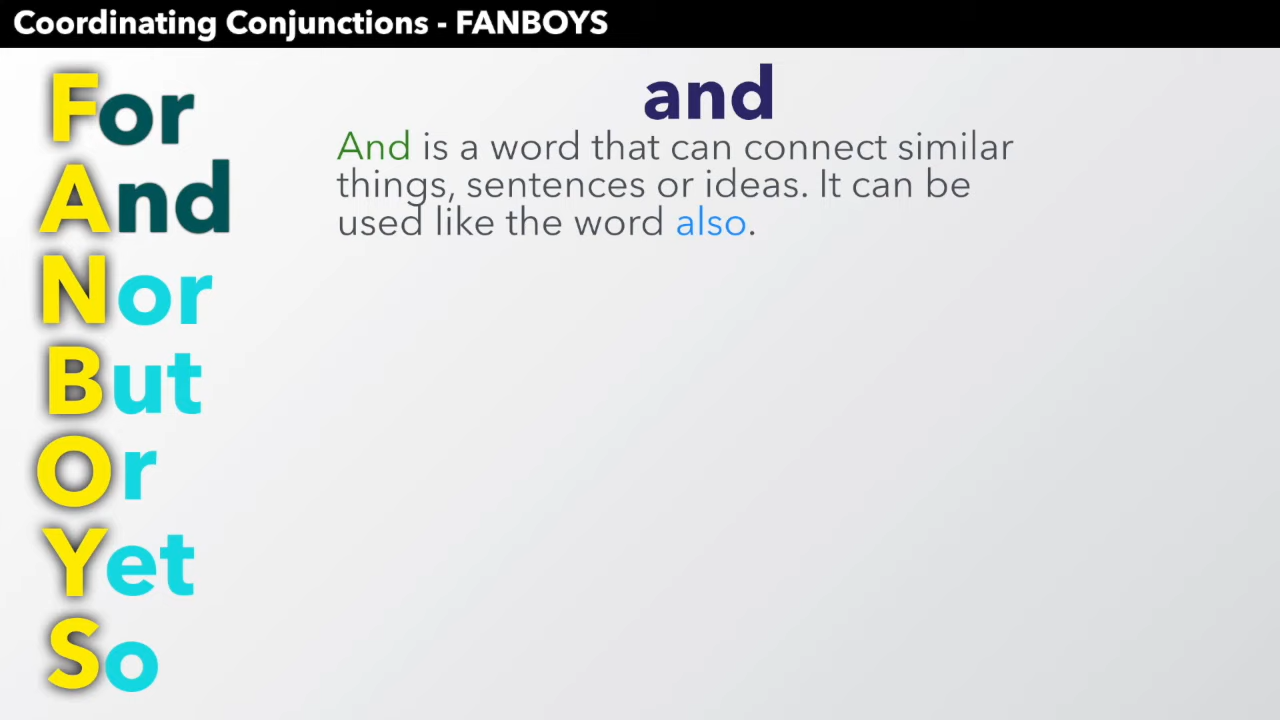 Coordinating Conjunctions - FANBOYS
For
And
Nor
But
Or
Yet
So
and
And is a word that can connect similar
things, sentences or ideas. It can be
used like the word also.